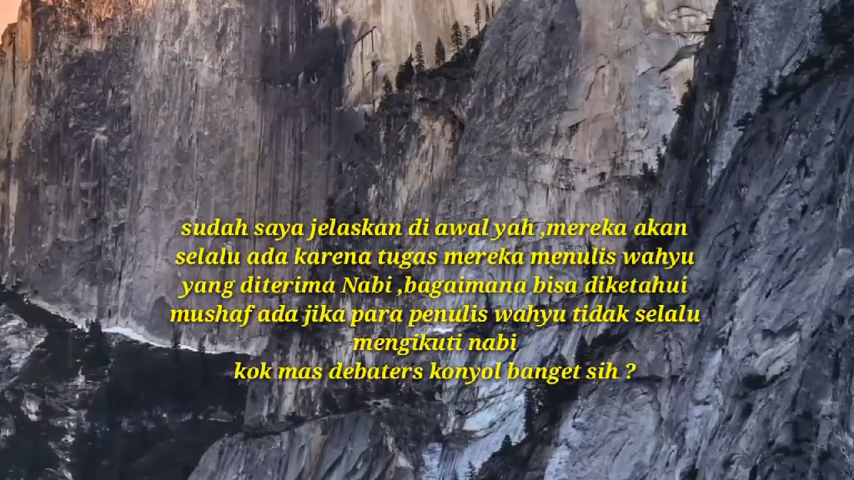 sudah saya jelaskan di awal yah ,mereka akan
selalu ada karena tugas mereka menulis wahyu
yang diterima Nabi ,bagaimana bisa diketahui
mushaf ada jika para penulis wahyu tidak selalu
mengikuti nabi
kok mas debaters konyol banget sih ?